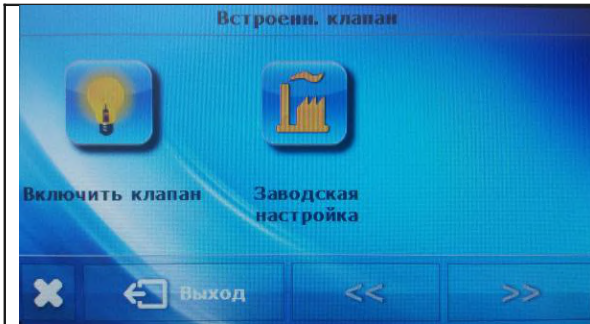 Встроенн. клапан
Включить клапан
Заводская
настройка
Выход
<<
>>